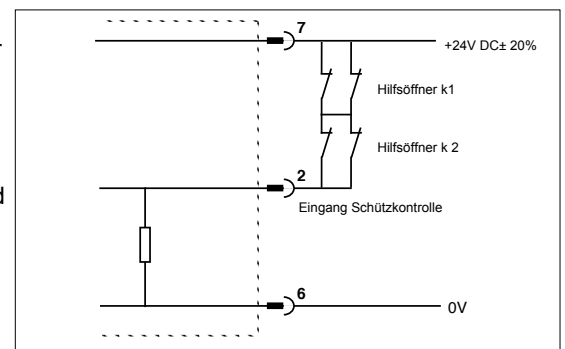 7
+24V DC± 20%
Hilfsöffner k1
Hilfsöffner k 2
2
Eingang Schützkontrolle
d
6
0V